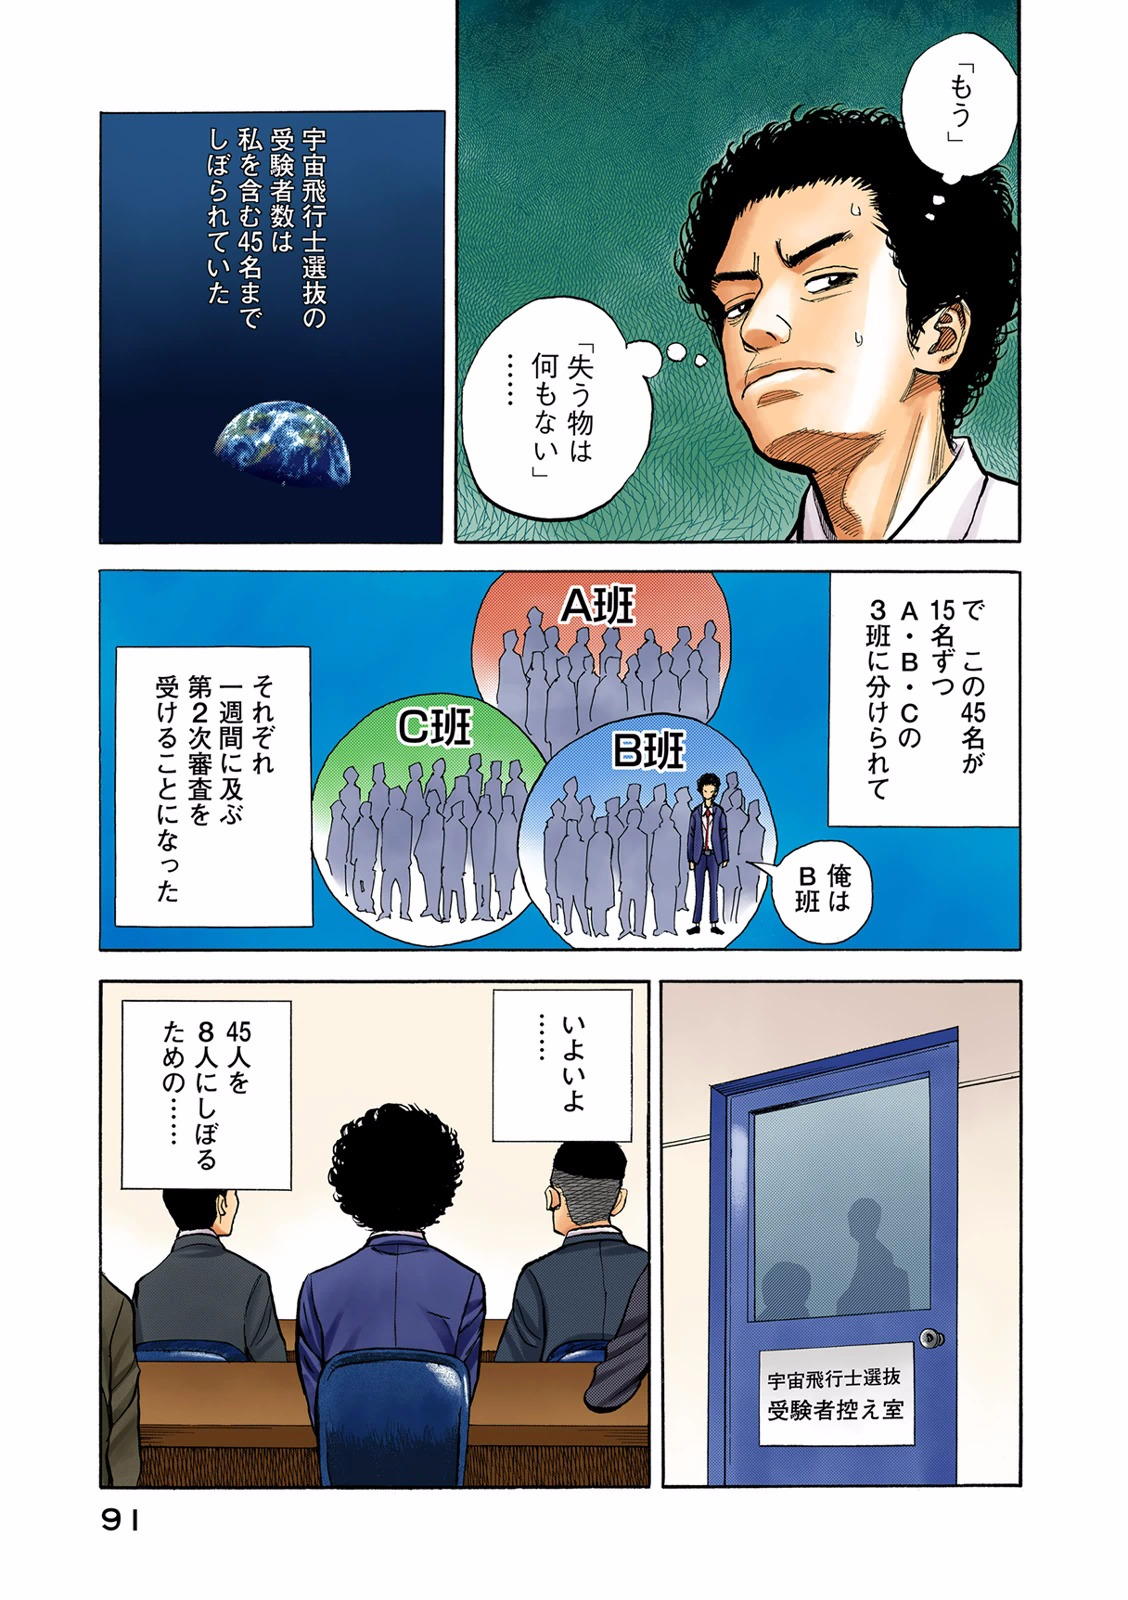 「もう」
「失う物は
何もない」
……
宇宙飛行士選抜の
受験者数は
私を含む45名まで
しぼられていた
で この45名が
15名ずつ
A・B・Cの
3班に分けられて
A班
B班
C班
俺は
B班
それぞれ
一週間に及ぶ
第2次審査を
受けることになった
宇宙飛行士選抜
受験者控え室
いよいよ
……
45人を
8人にしぼる
ための……
91